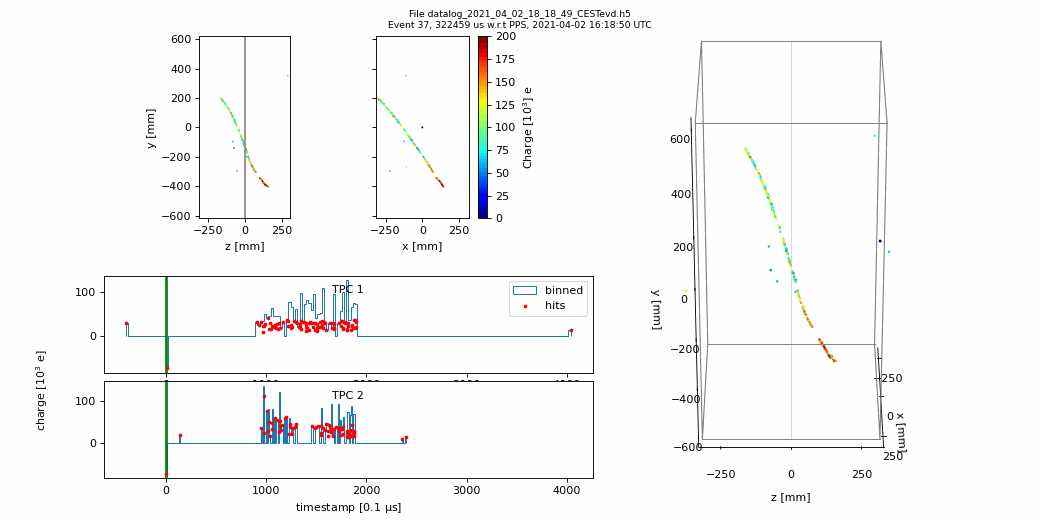 File datalog_2021_04_02_18_18_49_CESTevd.h5
Event 37, 322459 us w.r.t PPS, 2021-04-02 16:18:50 UTC
600
400
200
0
−200
−400
−600
y [mm]
−250
0
250
z [mm]
−250
0
250
x [mm]
200
175
150
125
100
75
50
25
0
Charge [10³] e
600
400
200
0
−200
−400
−600
y [mm]
−250
0
250
z [mm]
−250
0
250
x [mm]
TPC 1
binned
hits
100
0
TPC 2
100
0
charge [10³ e]
0
1000
2000
3000
4000
timestamp [0.1 μs]